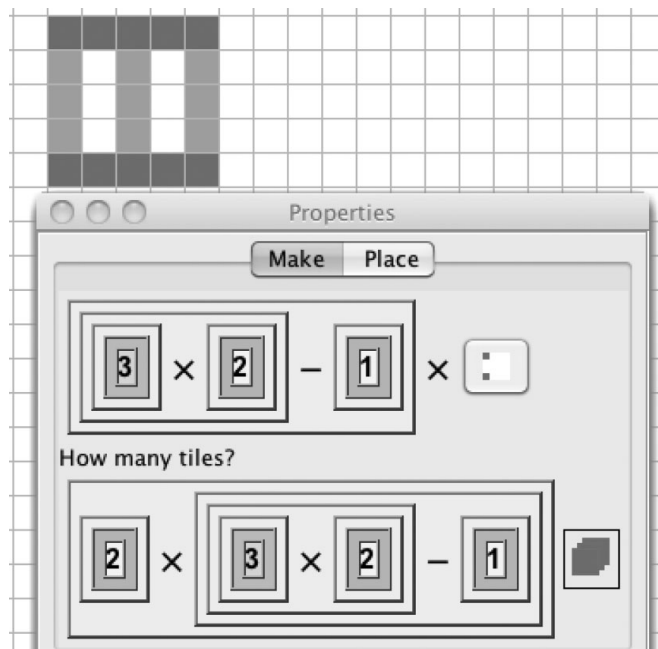 Properties
Make Place
3 × 2 − 1 ×
How many tiles?
2 × 3 × 2 − 1